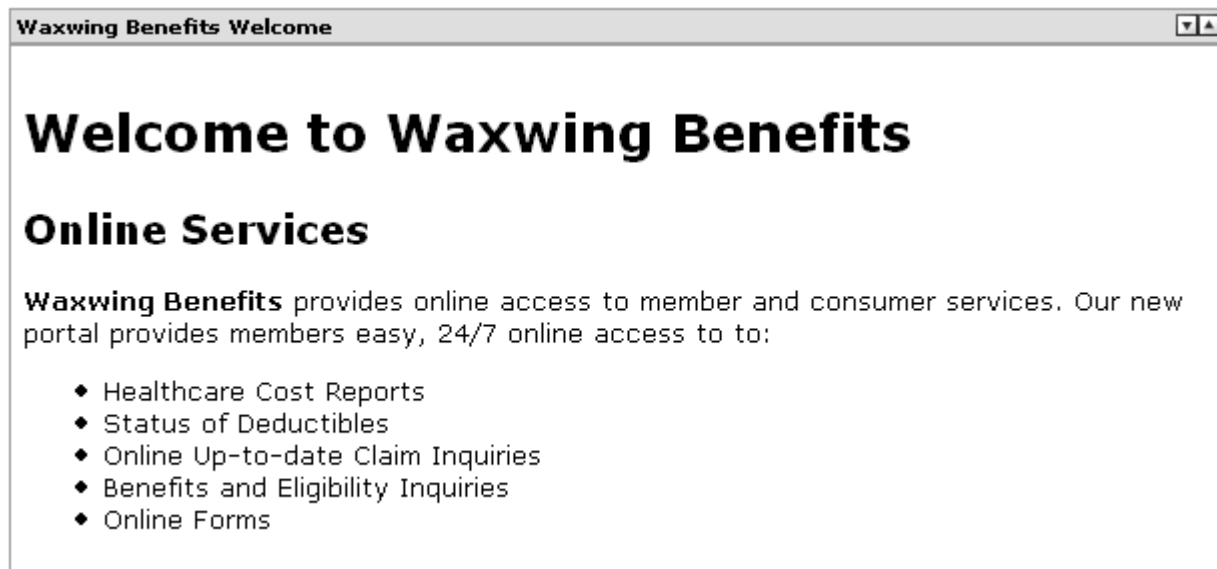 Waxwing Benefits Welcome
Welcome to Waxwing Benefits
Online Services
Waxwing Benefits provides online access to member and consumer services. Our new
portal provides members easy, 24/7 online access to to:
Healthcare Cost Reports
Status of Deductibles
Online Up-to-date Claim Inquiries
Benefits and Eligibility Inquiries
Online Forms